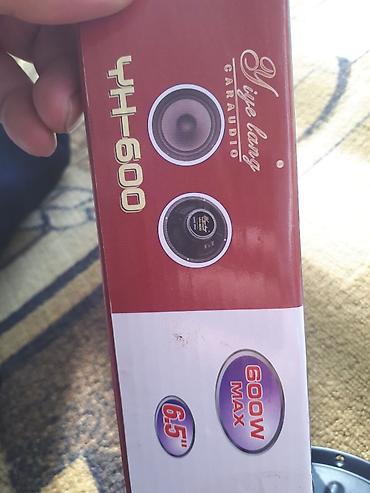 Yiye lang
CARAUDIO
YH-600
600W
MAX
6.5"